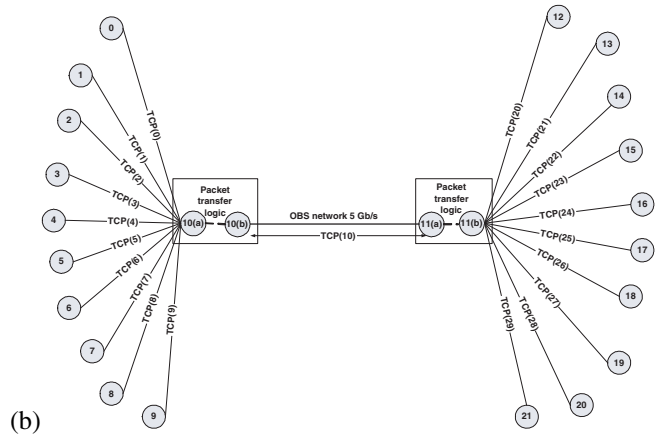 0
12
13
1
14
2
15
3
16
4
17
5
18
6
19
7
20
8
21
9
TCP(0)
TCP(1)
TCP(2)
TCP(3)
TCP(4)
TCP(5)
TCP(6)
TCP(7)
TCP(8)
TCP(9)
Packet
transfer
logic
10(a)
10(b)
OBS network 5 Gb/s
TCP(10)
Packet
transfer
logic
11(a)
11(b)
TCP(20)
TCP(21)
TCP(22)
TCP(23)
TCP(24)
TCP(25)
TCP(26)
TCP(27)
TCP(28)
TCP(29)
(b)